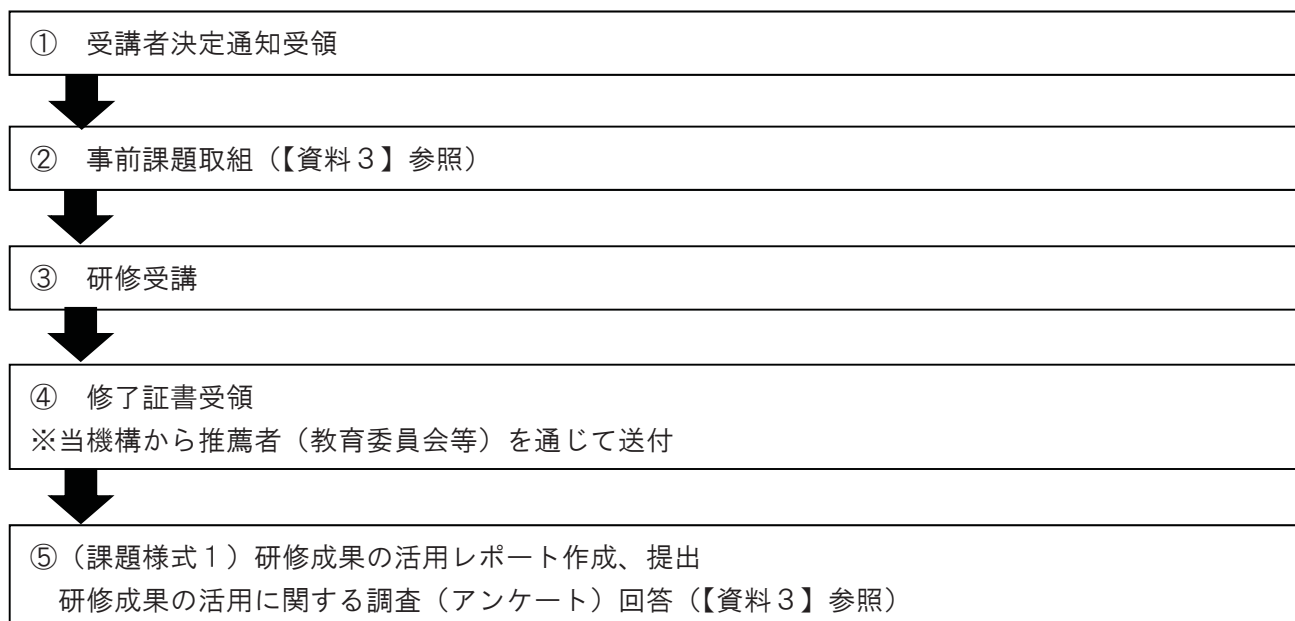 ①　受講者決定通知受領
②　事前課題取組（【資料３】参照）
③　研修受講
④　修了証書受領
※当機構から推薦者（教育委員会等）を通じて送付
⑤（課題様式１）研修成果の活用レポート作成、提出
研修成果の活用に関する調査（アンケート）回答（【資料３】参照）